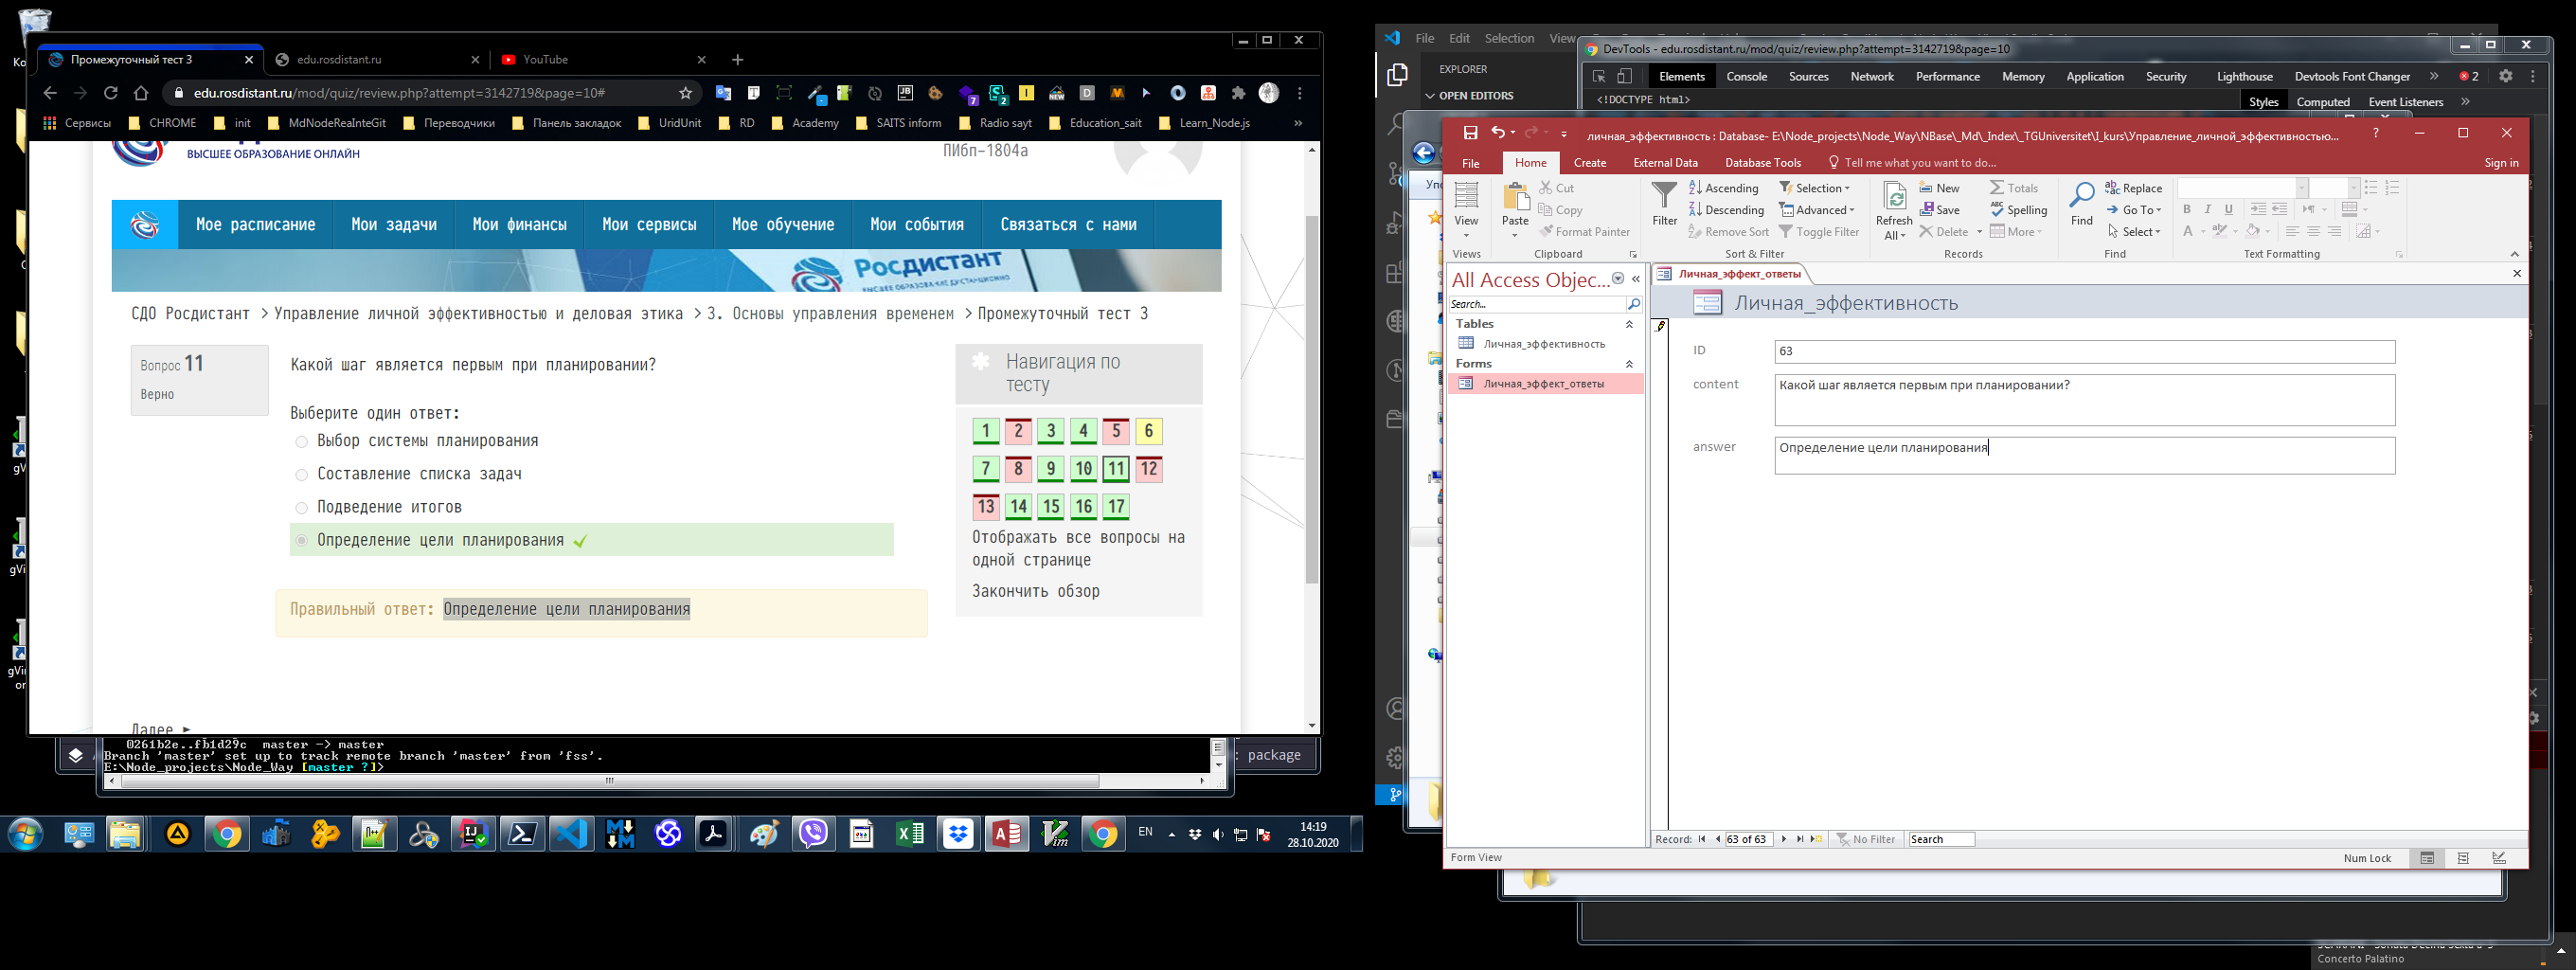 Промежуточный тест 3
edu.rosdistant.ru
YouTube
edu.rosdistant.ru/mod/quiz/review.php?attempt=3142719&page=10#
Сервисы
CHROME
init
MdNodeReaInteGit
Переводчики
Панель закладок
UridUnit
RD
Academy
SAITS inform
Radio sayt
Education_sait
Learn_Node.js
ВЫСШЕЕ ОБРАЗОВАНИЕ ОНЛАЙН
ПИбп-1804а
Мое расписание
Мои задачи
Мои финансы
Мои сервисы
Мое обучение
Мои события
Связаться с нами
Росдистант
ВЫСШЕЕ ОБРАЗОВАНИЕ ДИСТАНЦИОННО
СДО Росдистант > Управление личной эффективностью и деловая этика > 3. Основы управления временем > Промежуточный тест 3
Вопрос 11
Верно
Какой шаг является первым при планировании?
Выберите один ответ:
Выбор системы планирования
Составление списка задач
Подведение итогов
Определение цели планирования
Правильный ответ: Определение цели планирования
Навигация по
тесту
1 2 3 4 5 6
7 8 9 10 11 12
13 14 15 16 17
Отображать все вопросы на
одной странице
Закончить обзор
Далее ►
0261b2e..fb1d29c master -> master
Branch 'master' set up to track remote branch 'master' from 'fss'.
E:\Node_projects\Node_Way [master ?]>
: package
EN
14:19
28.10.2020
File Edit Selection View
EXPLORER
OPEN EDITORS
DevTools - edu.rosdistant.ru/mod/quiz/review.php?attempt=3142719&page=10
Elements Console Sources Network Performance Memory Application Security Lighthouse Devtools Font Changer » 2
<!DOCTYPE html>
Styles Computed Event Listeners »
личная_эффективность : Database- E:\Node_projects\Node_Way\NBase\_Md\_Index\_TGUniversitet\I_kurs\Управление_личной_эффективностью...
File Home Create External Data Database Tools Tell me what you want to do...
Sign in
View
Views
Paste
Cut
Copy
Format Painter
Clipboard
Filter
Ascending
Descending
Remove Sort
Selection
Advanced
Toggle Filter
Sort & Filter
Refresh
All
New
Save
Delete
Totals
Spelling
More
Records
Find
Replace
Go To
Select
Find
Text Formatting
All Access Objec...
Search...
Tables
Личная_эффективность
Forms
Личная_эффект_ответы
Личная_эффект_ответы
Личная_эффективность
ID
63
content
Какой шаг является первым при планировании?
answer
Определение цели планирования
Record: 63 of 63 No Filter Search
Form View
Num Lock
Concerto Palatino